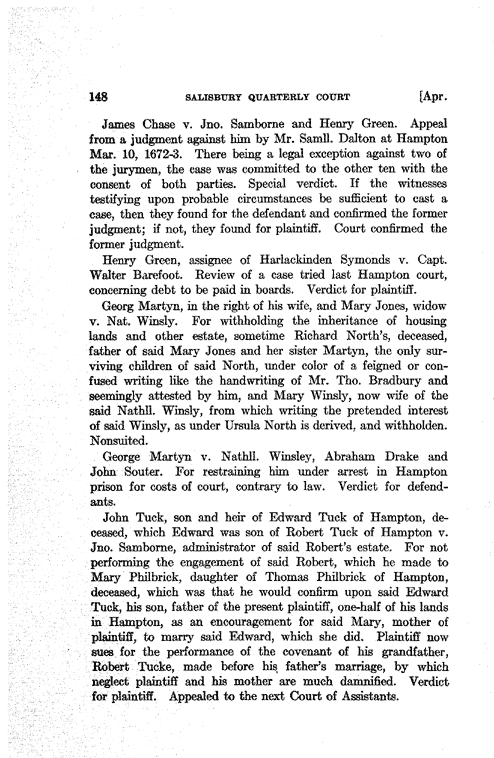 148 SALISBURY QUARTERLY COURT [Apr.
James Chase v. Jno. Samborne and Henry Green. Appeal
from a judgment against him by Mr. Samll. Dalton at Hampton
Mar. 10, 1672-3. There being a legal exception against two of
the jurymen, the case was committed to the other ten with the
consent of both parties. Special verdict. If the witnesses
testifying upon probable circumstances be sufficient to cast a
case, then they found for the defendant and confirmed the former
judgment; if not, they found for plaintiff. Court confirmed the
former judgment.
Henry Green, assignee of Harlackinden Symonds v. Capt.
Walter Barefoot. Review of a case tried last Hampton court,
concerning debt to be paid in boards. Verdict for plaintiff.
Georg Martyn, in the right of his wife, and Mary Jones, widow
v. Nat. Winsly. For withholding the inheritance of housing
lands and other estate, sometime Richard North's, deceased,
father of said Mary Jones and her sister Martyn, the only sur-
viving children of said North, under color of a feigned or con-
fused writing like the handwriting of Mr. Tho. Bradbury and
seemingly attested by him, and Mary Winsly, now wife of the
said Nathll. Winsly, from which writing the pretended interest
of said Winsly, as under Ursula North is derived, and withholden.
Nonsuited.
George Martyn v. Nathll. Winsley, Abraham Drake and
John Souter. For restraining him under arrest in Hampton
prison for costs of court, contrary to law. Verdict for defend-
ants.
John Tuck, son and heir of Edward Tuck of Hampton, de-
ceased, which Edward was son of Robert Tuck of Hampton v.
Jno. Samborne, administrator of said Robert's estate. For not
performing the engagement of said Robert, which he made to
Mary Philbrick, daughter of Thomas Philbrick of Hampton,
deceased, which was that he would confirm upon said Edward
Tuck, his son, father of the present plaintiff, one-half of his lands
in Hampton, as an encouragement for said Mary, mother of
plaintiff, to marry said Edward, which she did. Plaintiff now
sues for the performance of the covenant of his grandfather,
Robert Tucke, made before his father's marriage, by which
neglect plaintiff and his mother are much damnified. Verdict
for plaintiff. Appealed to the next Court of Assistants.